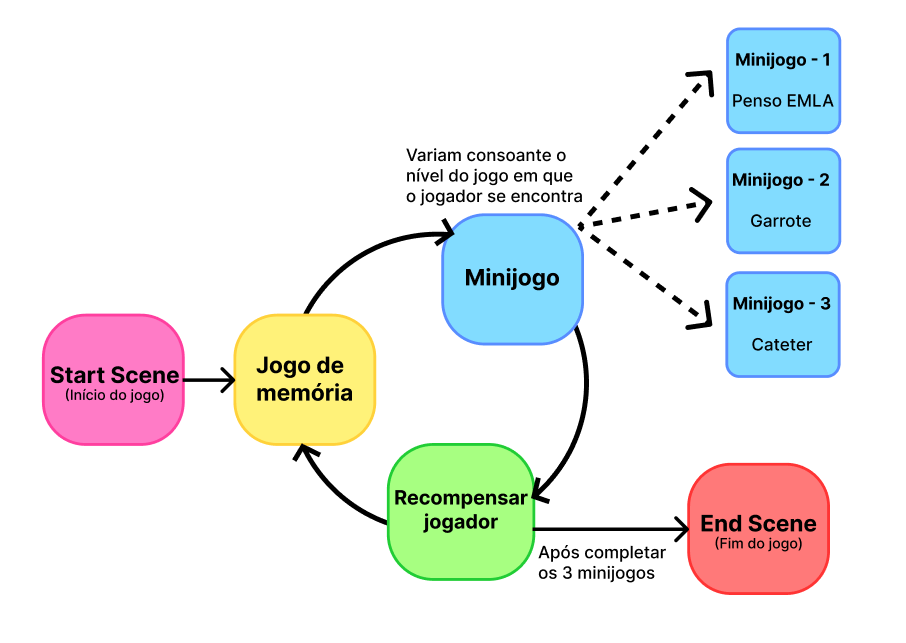 Minijogo - 1
Penso EMLA
Variam consoante o
nível do jogo em que
o jogador se encontra
Minijogo - 2
Garrote
Minijogo
Minijogo - 3
Cateter
Start Scene
(Início do jogo)
Jogo de
memória
Recompensar
jogador
End Scene
(Fim do jogo)
Após completar
os 3 minijogos